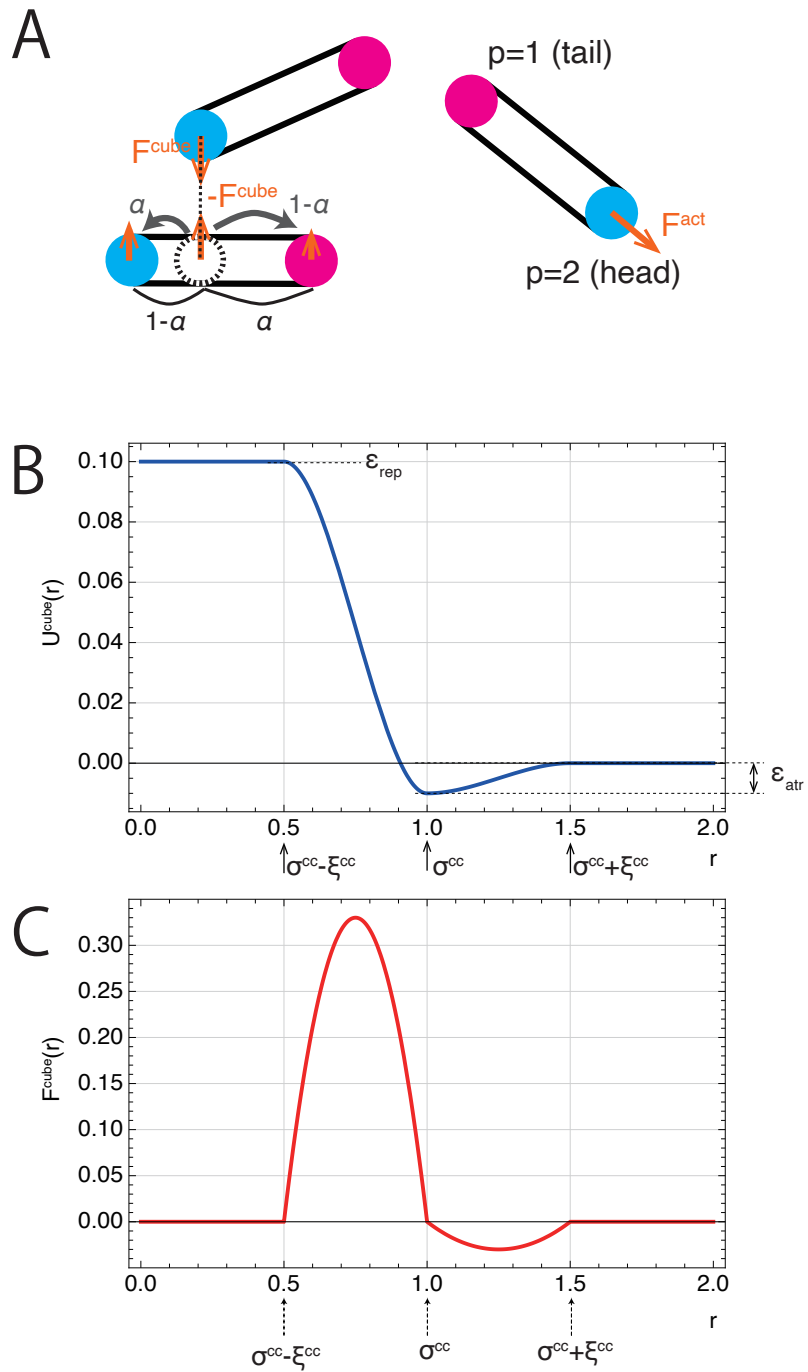 A
p=1 (tail)
F^cube
-F^cube
α
1-α
F^act
p=2 (head)
1-α
α
B
0.10
ε_rep
0.08
0.06
U^cube(r)
0.04
0.02
0.00
ε_atr
0.0 0.5 1.0 1.5 2.0
σ^cc-ξ^cc σ^cc σ^cc+ξ^cc r
C
0.30
0.25
0.20
F^cube(r)
0.15
0.10
0.05
0.00
0.0 0.5 1.0 1.5 2.0
r
σ^cc-ξ^cc σ^cc σ^cc+ξ^cc